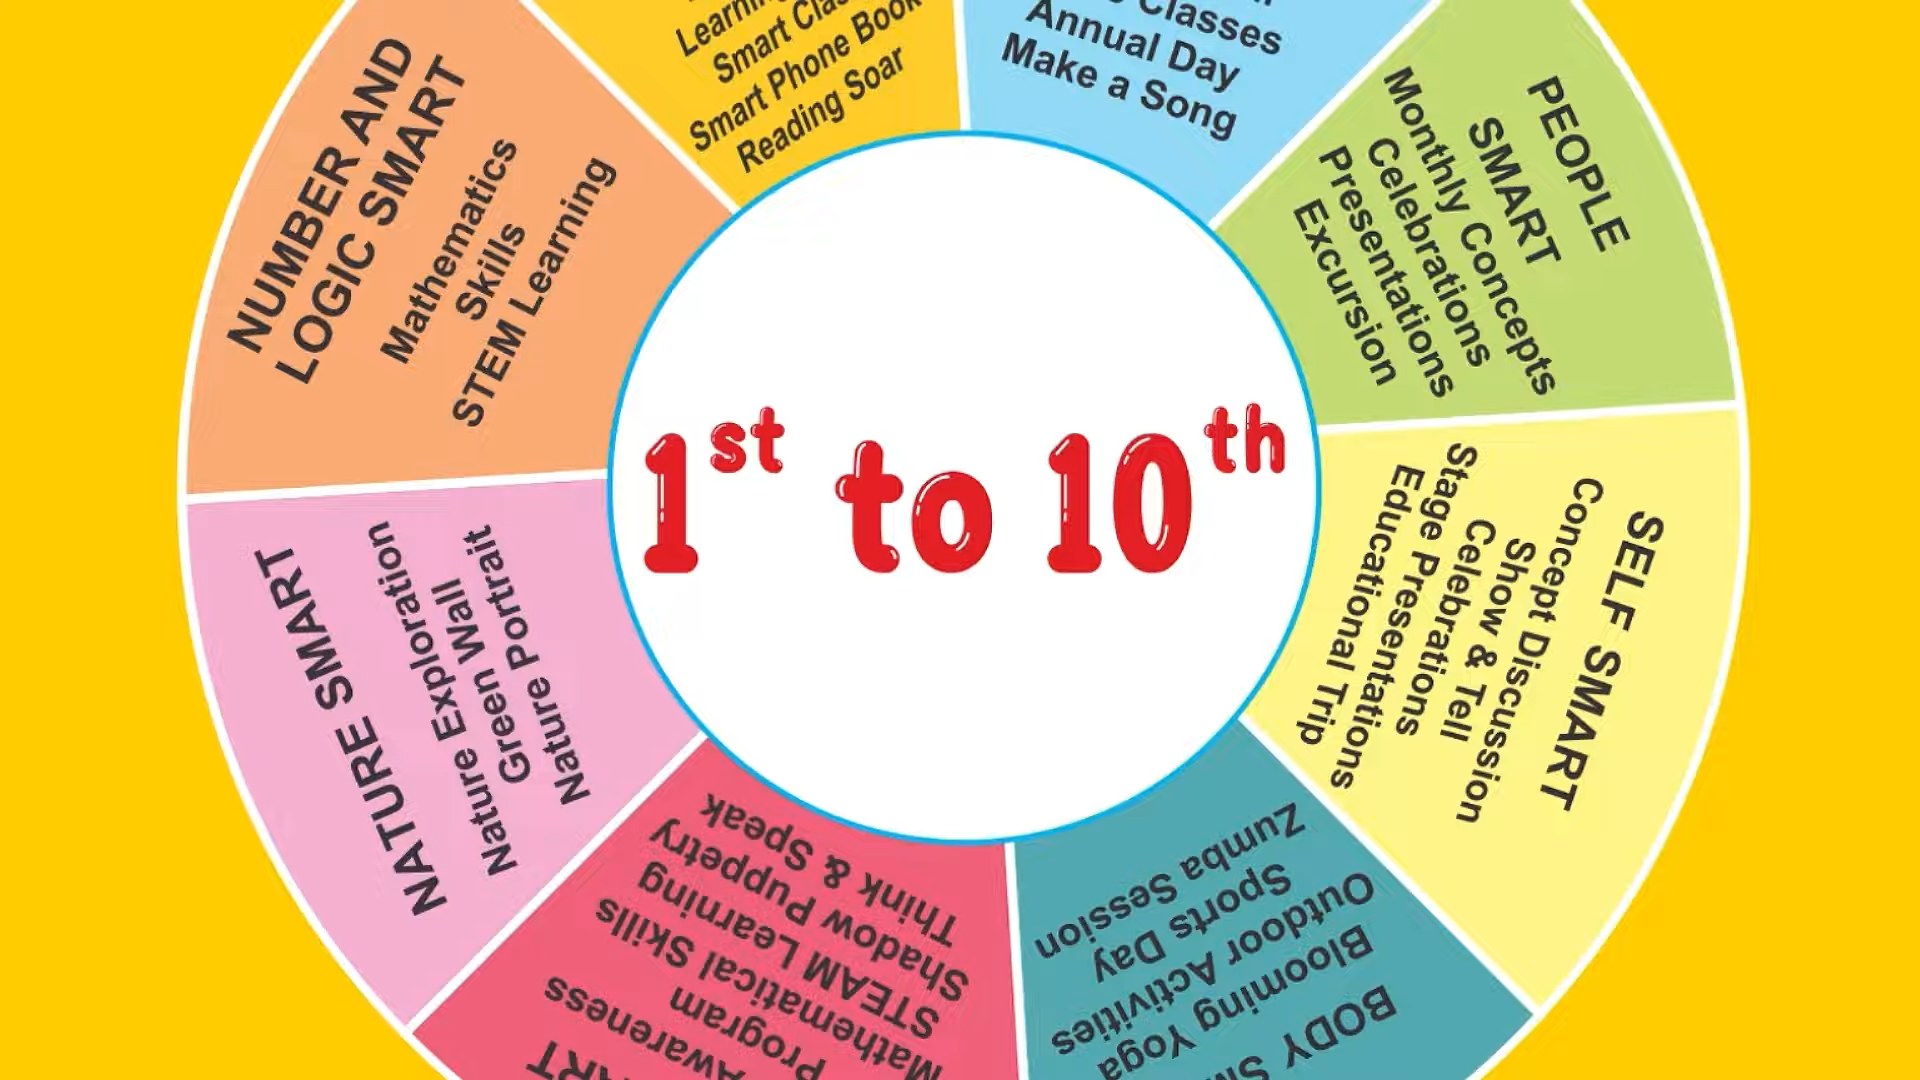 1st to 10th
Smart Phone Book
Reading Soar
Classes
Annual Day
Make a Song
PEOPLE
SMART
Monthly Concepts
Celebrations
Presentations
Excursion
SELF SMART
Concept Discussion
Show & Tell
Celebrations
Stage Presentations
Educational Trip
BODY
Blooming Yoga
Outdoor Activities
Sports Day
Zumba Session
Awareness
Program
Mathematical Skills
STEAM Learning
Shadow Puppetry
Think & Speak
NATURE SMART
Nature Exploration
Green Wall
Nature Portrait
NUMBER AND
LOGIC SMART
Mathematics
Skills
STEM Learning